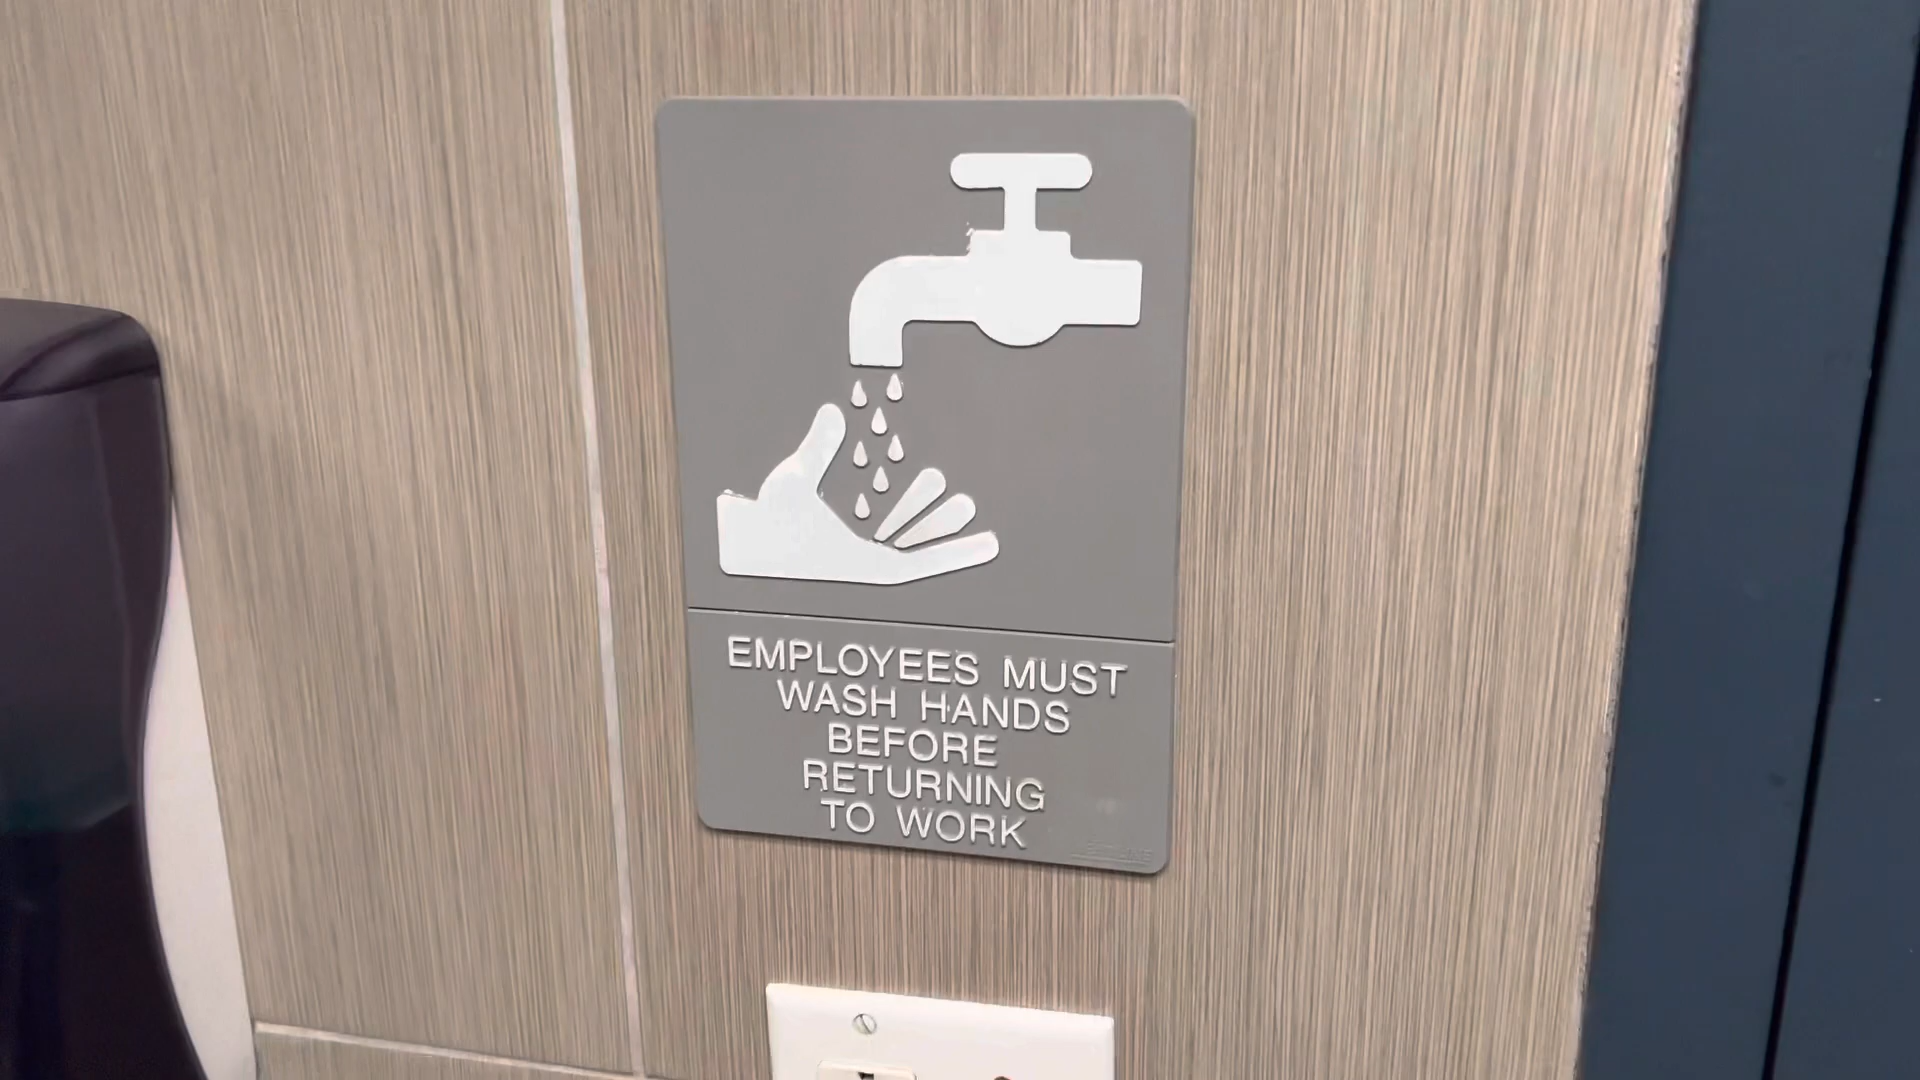 EMPLOYEES MUST
WASH HANDS
BEFORE
RETURNING
TO WORK